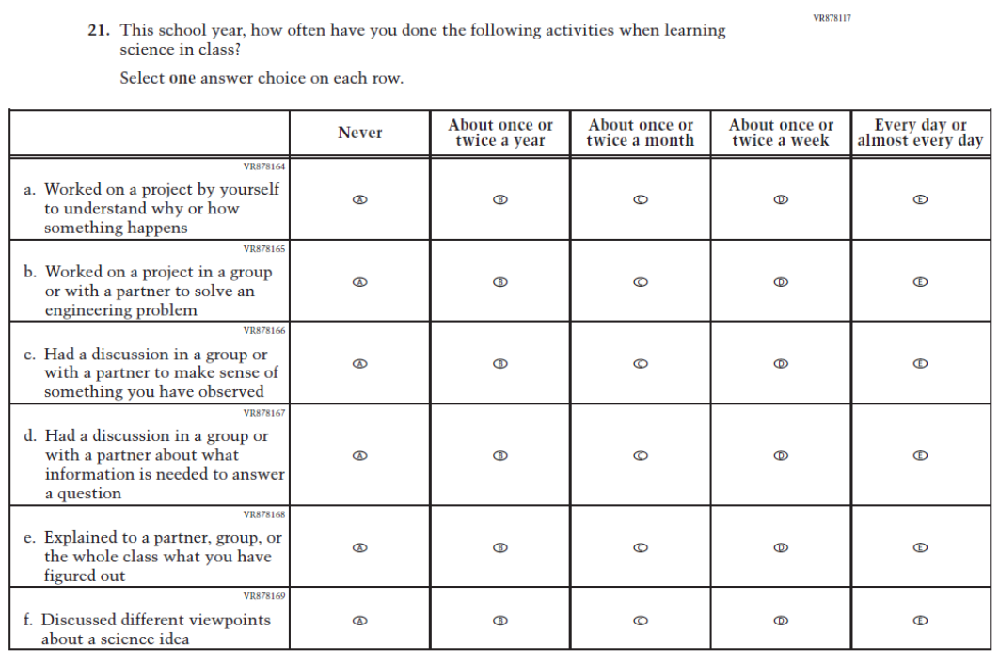 VR878117
21. This school year, how often have you done the following activities when learning
science in class?
Select one answer choice on each row.
Never
About once or
twice a year
About once or
twice a month
About once or
twice a week
Every day or
almost every day
VR878164
a. Worked on a project by yourself
to understand why or how
something happens
A B C D E
VR878165
b. Worked on a project in a group
or with a partner to solve an
engineering problem
A B C D E
VR878166
c. Had a discussion in a group or
with a partner to make sense of
something you have observed
A B C D E
VR878167
d. Had a discussion in a group or
with a partner about what
information is needed to answer
a question
A B C D E
VR878168
e. Explained to a partner, group, or
the whole class what you have
figured out
A B C D E
VR878169
f. Discussed different viewpoints
about a science idea
A B C D E